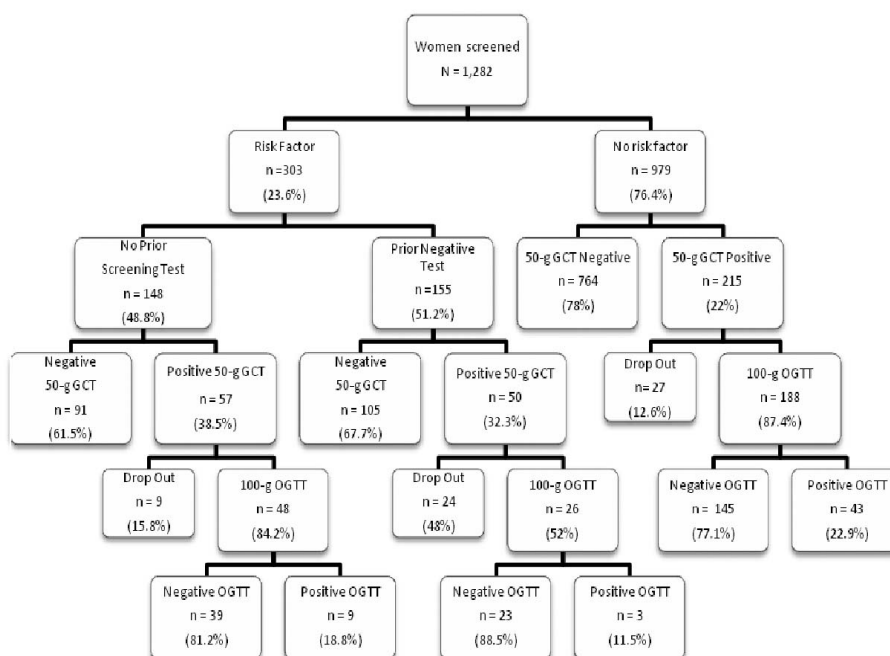 Women screened
N = 1,282
Risk Factor
n =303
(23.6%)
No risk factor
n = 979
(76.4%)
No Prior
Screening Test
n = 148
(48.8%)
Prior Negatiive
Test
n =155
(51.2%)
50-g GCT Negative
n = 764
(78%)
50-g GCT Positive
n = 215
(22%)
Negative
50-g GCT
n = 91
(61.5%)
Positive 50-g GCT
n = 57
(38.5%)
Negative
50-g GCT
n = 105
(67.7%)
Positive 50-g GCT
n = 50
(32.3%)
Drop Out
n= 27
(12.6%)
100-g OGTT
n = 188
(87.4%)
Drop Out
n = 9
(15.8%)
100-g OGTT
n = 48
(84.2%)
Drop Out
n = 24
(48%)
100-g OGTT
n = 26
(52%)
Negative OGTT
n = 145
(77.1%)
Positive OGTT
n = 43
(22.9%)
Negative OGTT
n = 39
(81.2%)
Positive OGTT
n = 9
(18.8%)
Negative OGTT
n = 23
(88.5%)
Positive OGTT
n = 3
(11.5%)